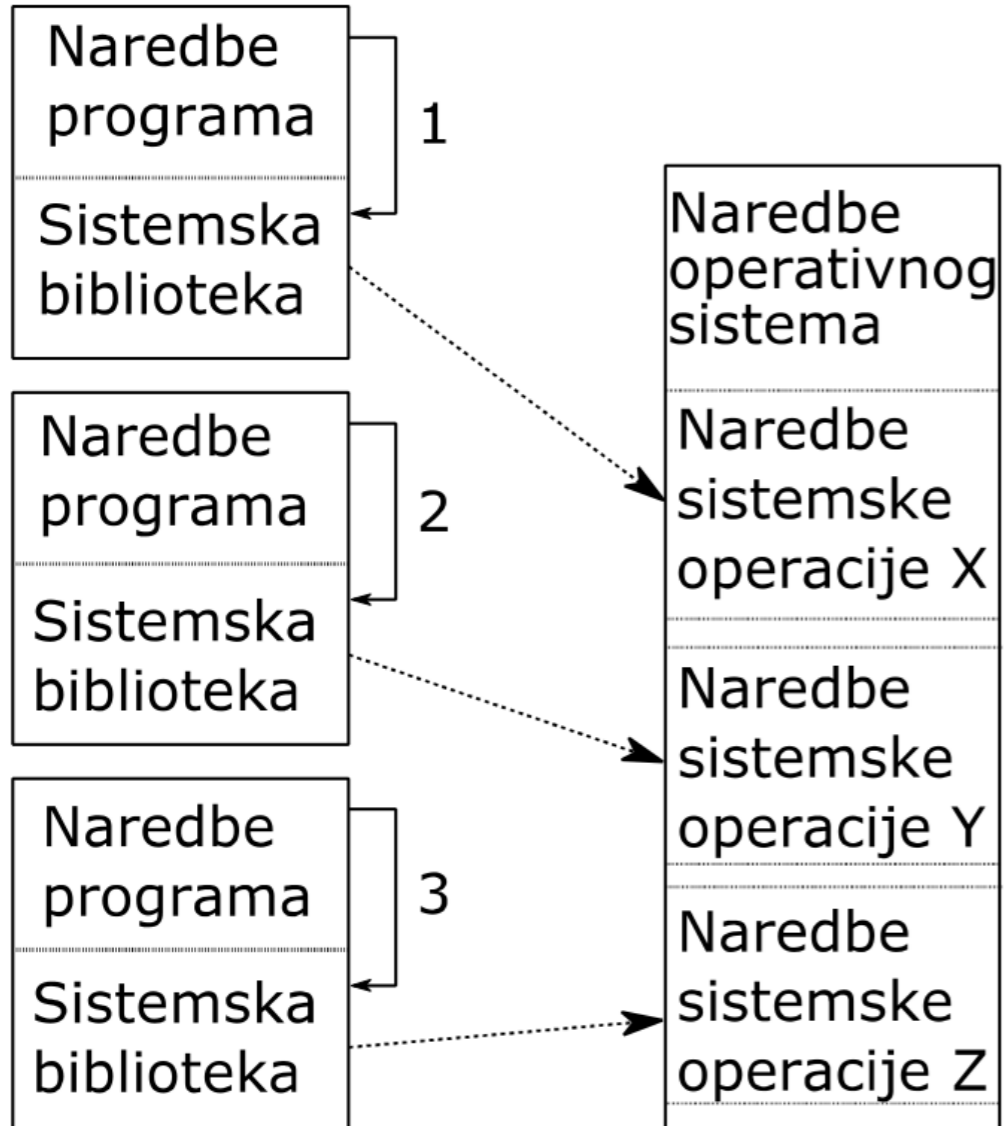 Naredbe
programa
1
Sistemska
biblioteka
Naredbe
programa
2
Sistemska
biblioteka
Naredbe
programa
3
Sistemska
biblioteka
Naredbe
operativnog
sistema
Naredbe
sistemske
operacije X
Naredbe
sistemske
operacije Y
Naredbe
sistemske
operacije Z